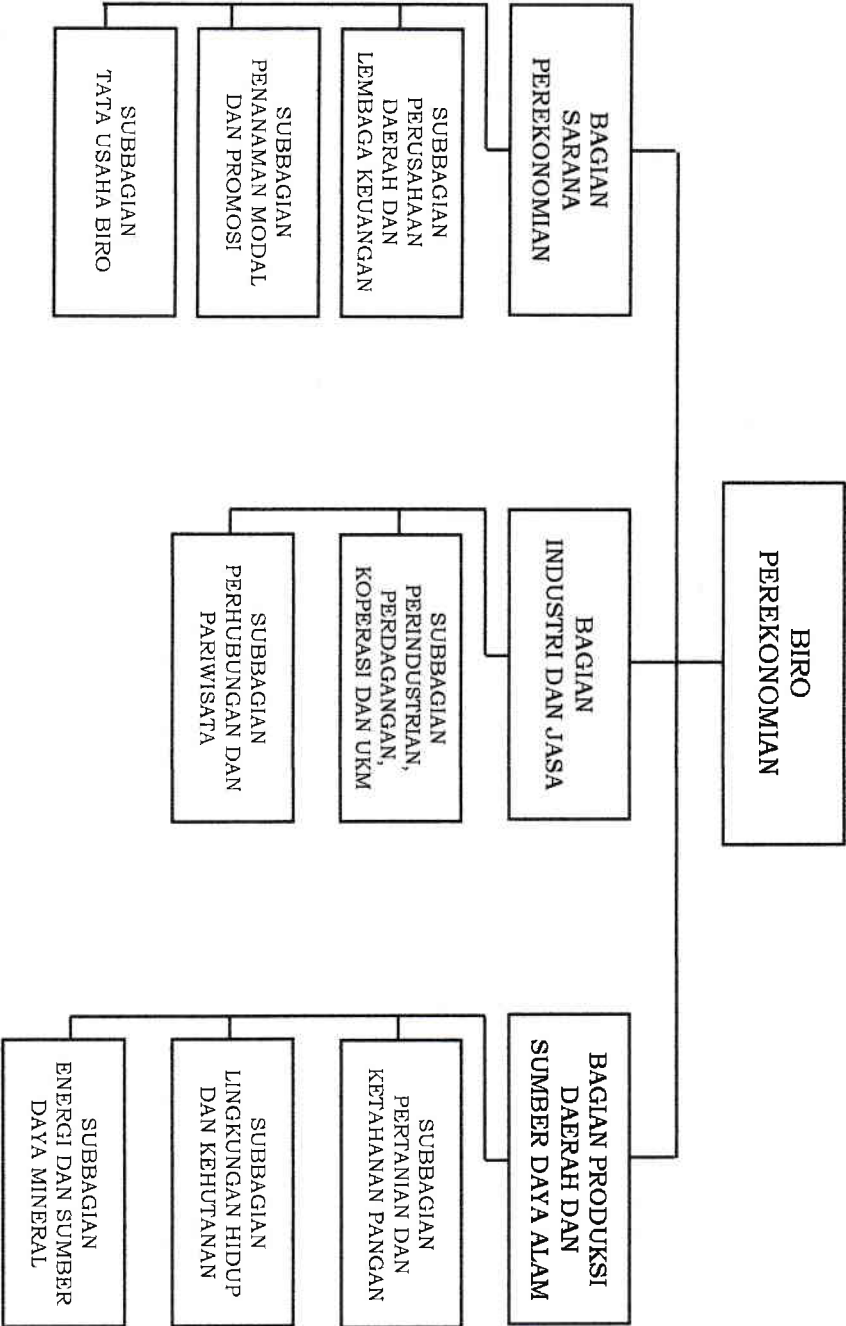 BIRO
PEREKONOMIAN
BAGIAN
SARANA
PEREKONOMIAN
SUBBAGIAN
PERUSAHAAN
DAERAH DAN
LEMBAGA KEUANGAN
SUBBAGIAN
PENANAMAN MODAL
DAN PROMOSI
SUBBAGIAN
TATA USAHA BIRO
BAGIAN
INDUSTRI DAN JASA
SUBBAGIAN
PERINDUSTRIAN,
PERDAGANGAN,
KOPERASI DAN UKM
SUBBAGIAN
PERHUBUNGAN DAN
PARIWISATA
BAGIAN PRODUKSI
DAERAH DAN
SUMBER DAYA ALAM
SUBBAGIAN
PERTANIAN DAN
KETAHANAN PANGAN
SUBBAGIAN
LINGKUNGAN HIDUP
DAN KEHUTANAN
SUBBAGIAN
ENERGI DAN SUMBER
DAYA MINERAL